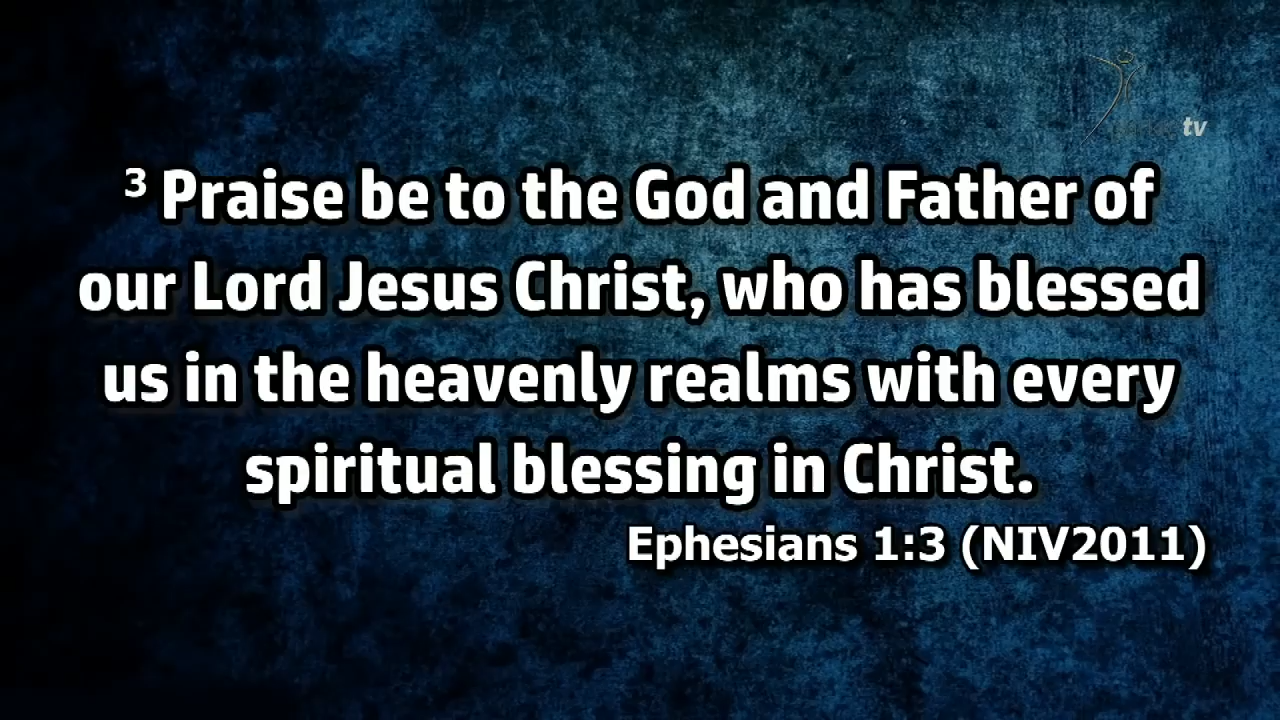 tv
³ Praise be to the God and Father of
our Lord Jesus Christ, who has blessed
us in the heavenly realms with every
spiritual blessing in Christ.
Ephesians 1:3 (NIV2011)